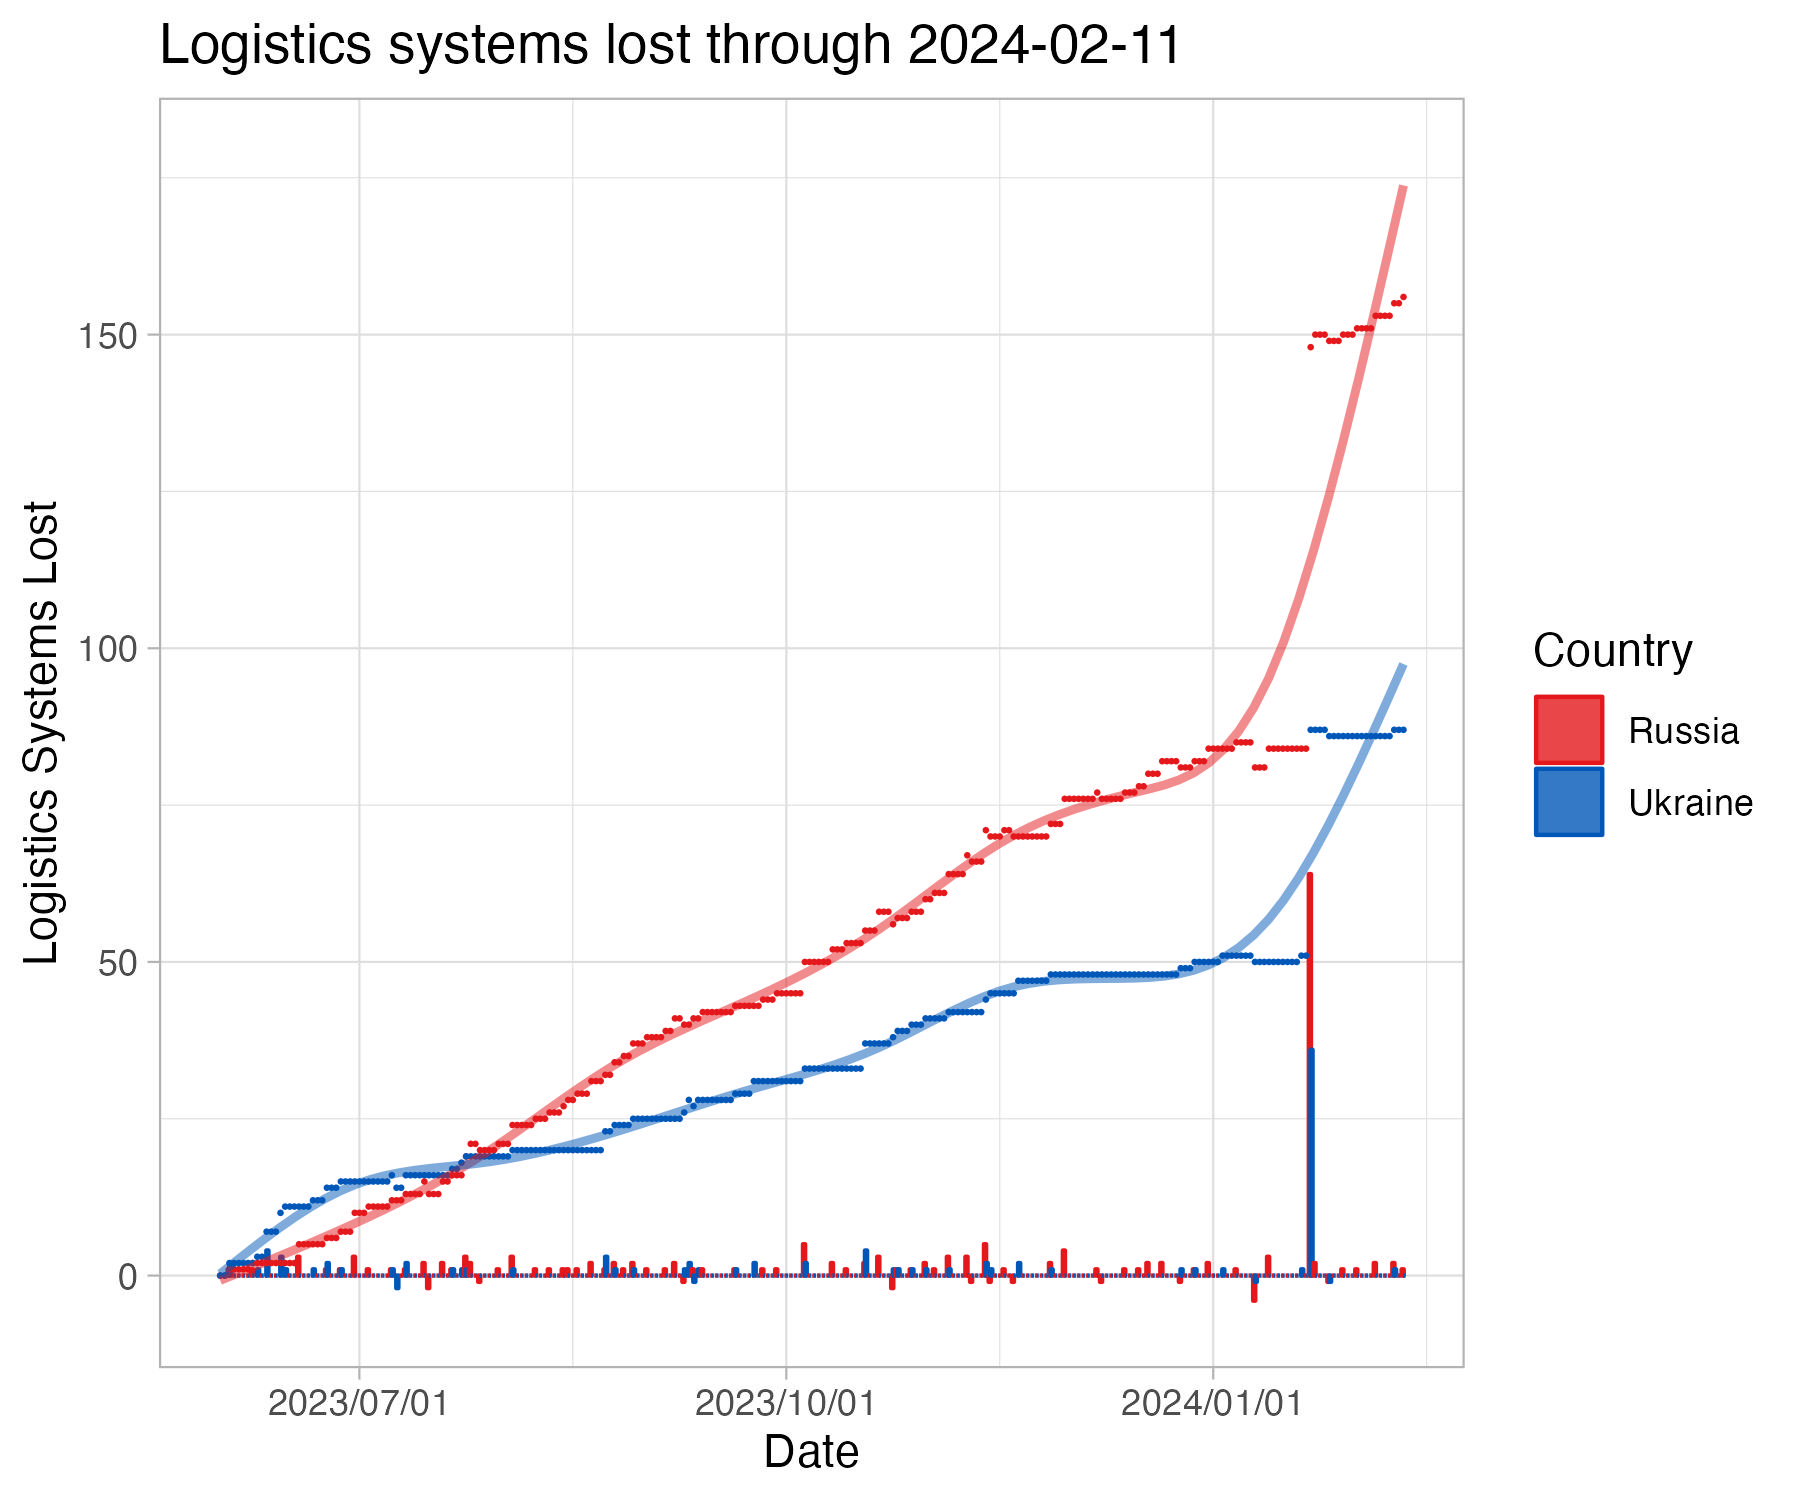 Logistics systems lost through 2024-02-11
Logistics Systems Lost
150
100
50
0
2023/07/01
2023/10/01
2024/01/01
Date
Country
Russia
Ukraine